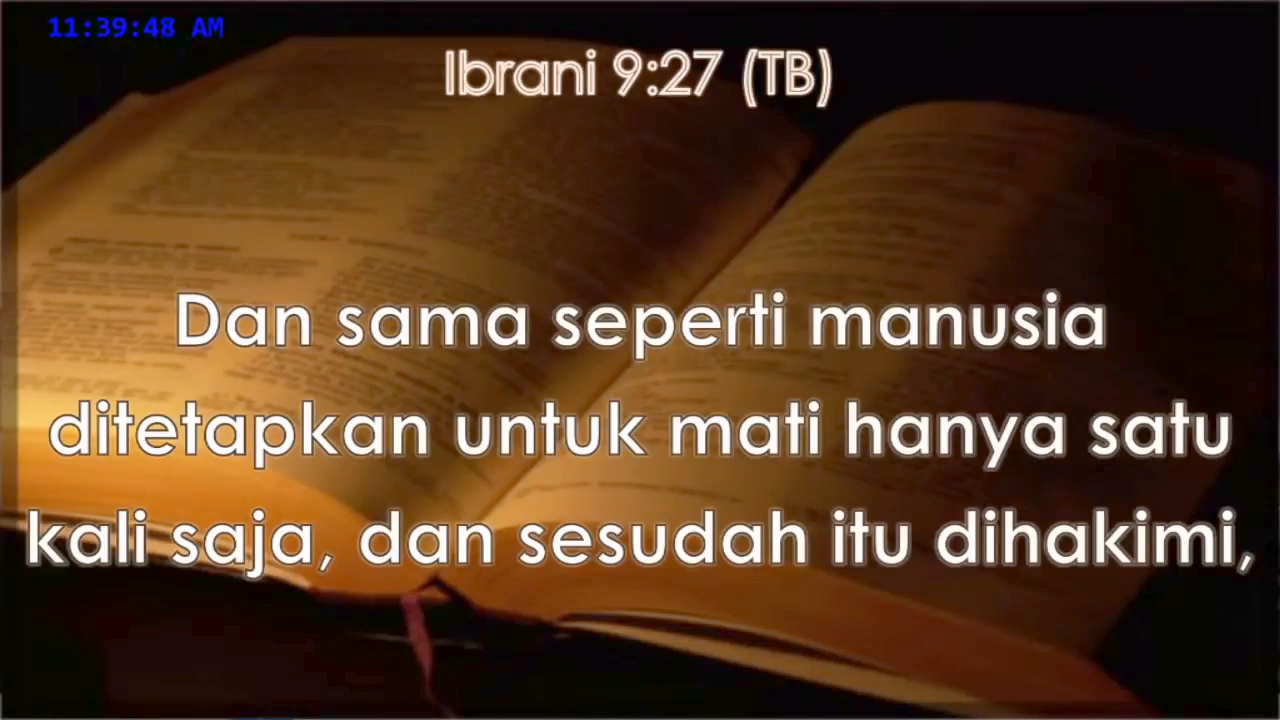 11:39:48 AM
Ibrani 9:27 (TB)
Dan sama seperti manusia
ditetapkan untuk mati hanya satu
kali saja, dan sesudah itu dihakimi,